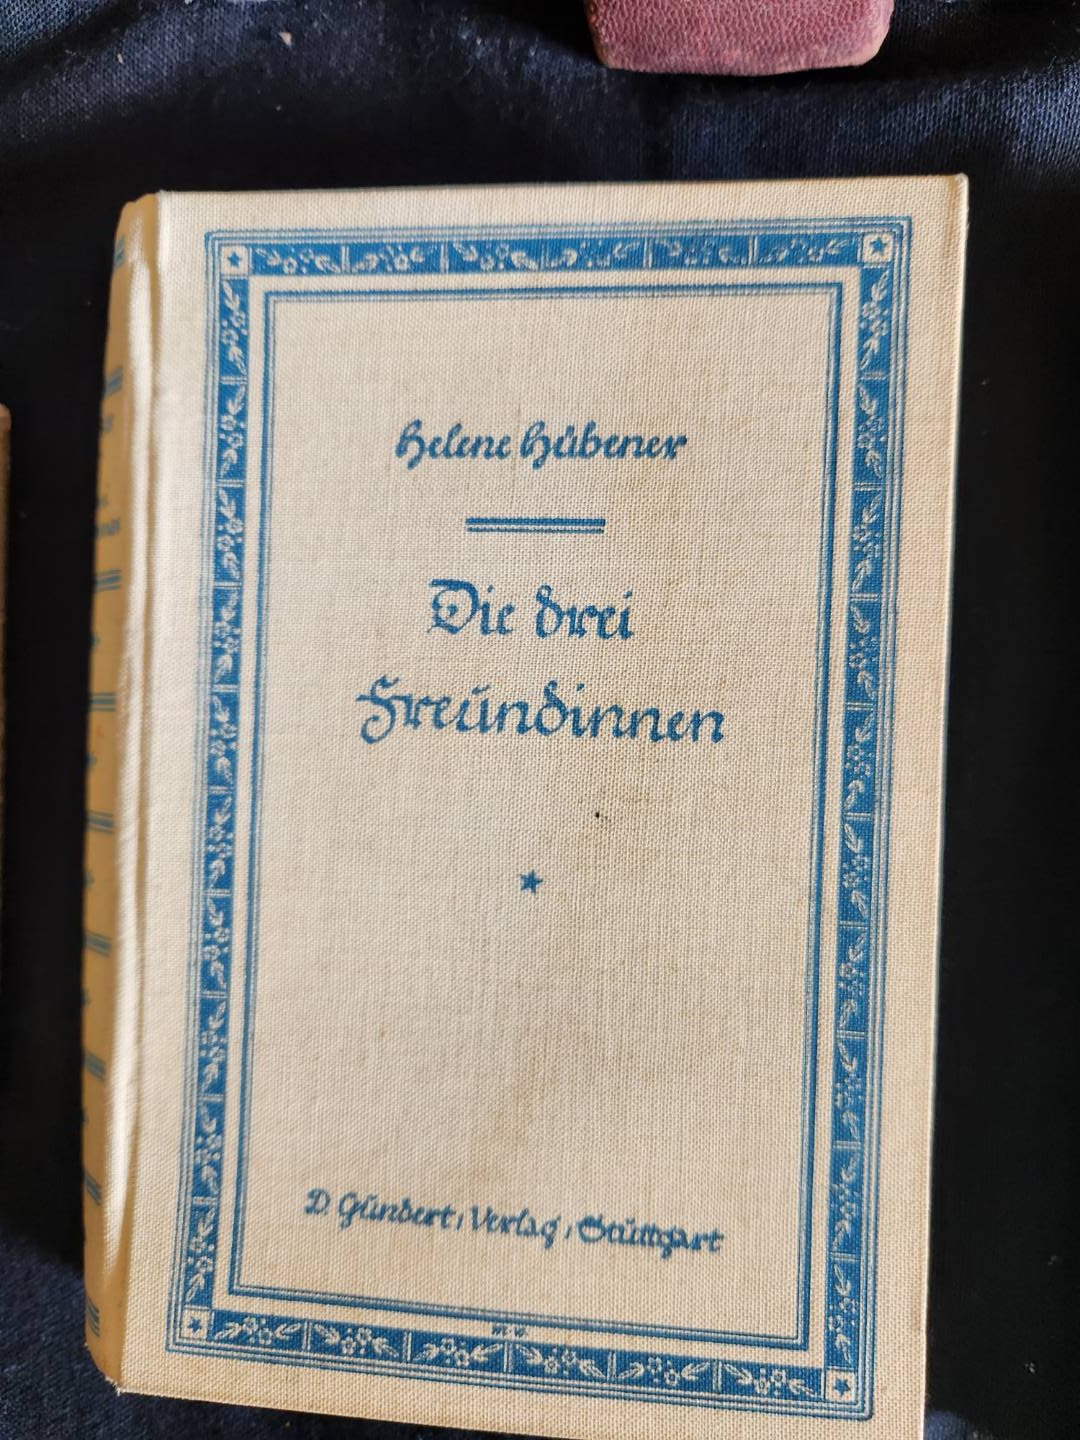 Helene Hübener
Die drei
Freundinnen
D. Gundert, Verlag, Stuttgart